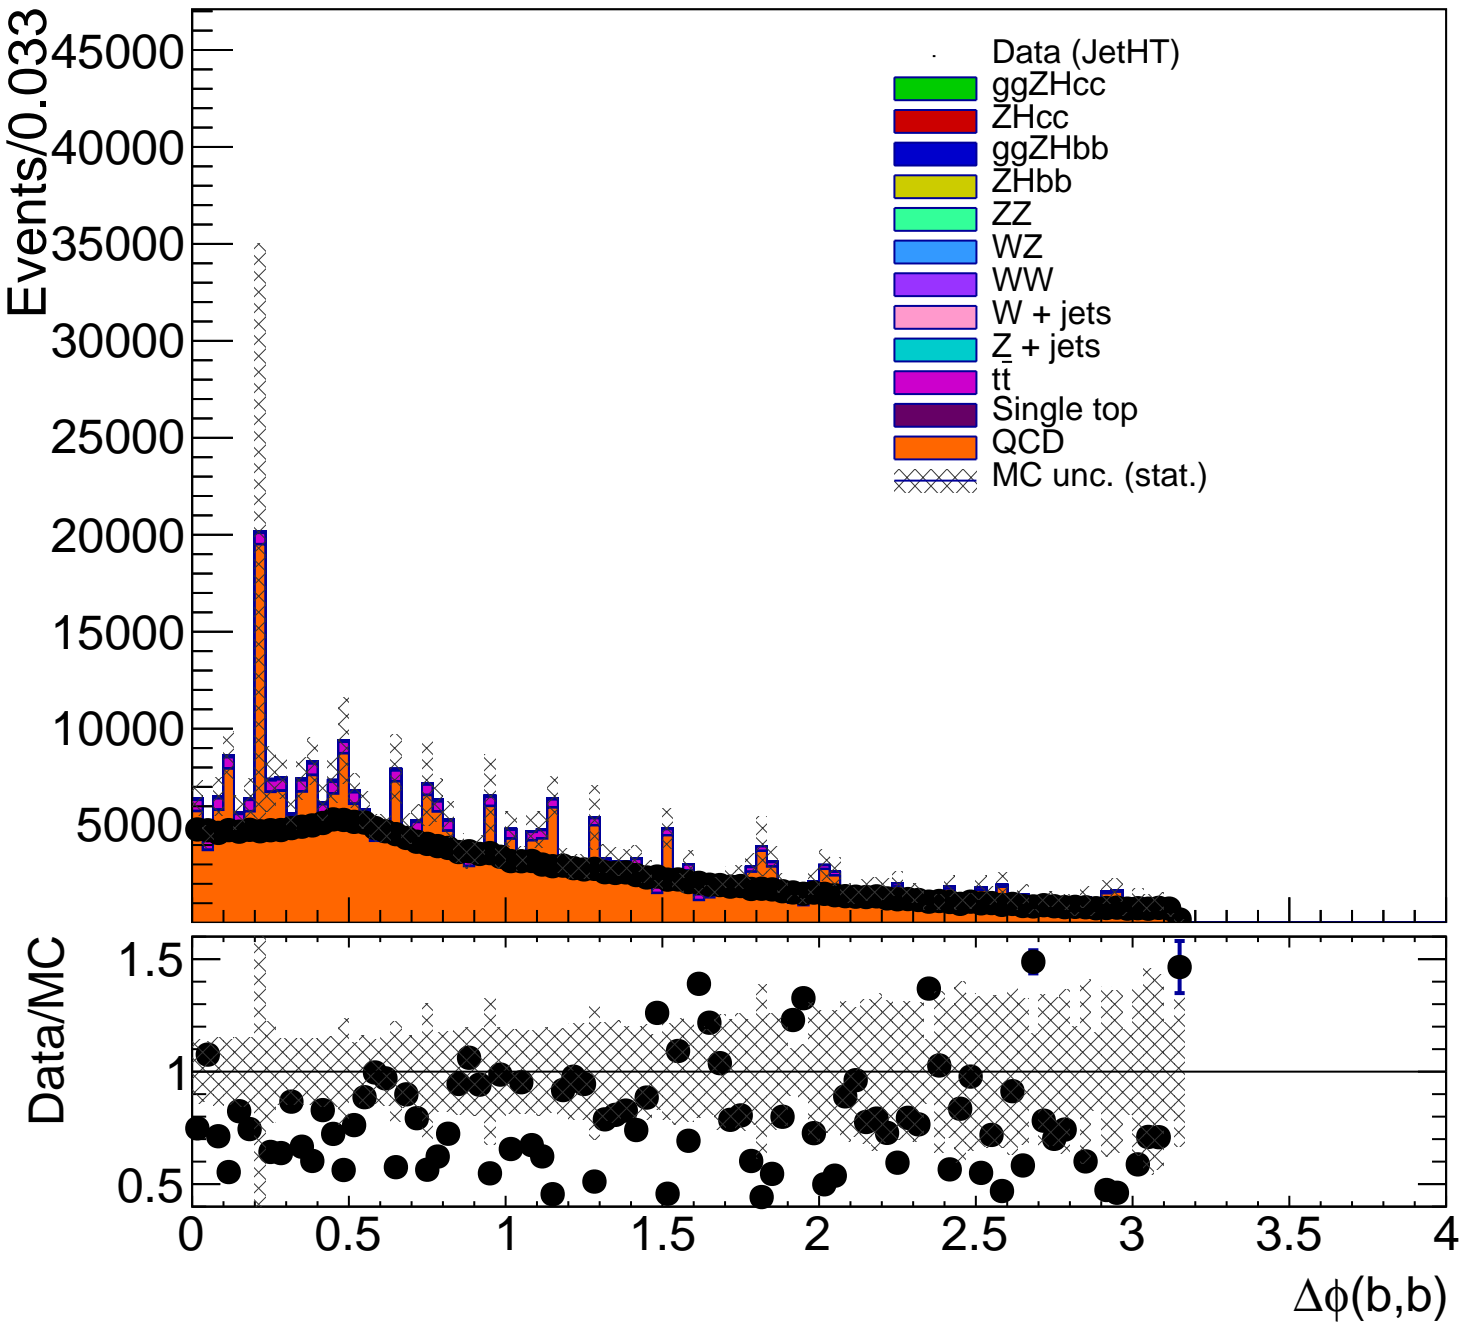 Events/0.033
45000
40000
35000
30000
25000
20000
15000
10000
5000
Data (JetHT)
ggZHcc
ZHcc
ggZHbb
ZHbb
ZZ
WZ
WW
W + jets
Z + jets
tt̄
Single top
QCD
MC unc. (stat.)
Data/MC
1.5
1
0.5
0 0.5 1 1.5 2 2.5 3 3.5 4
Δϕ(b,b)